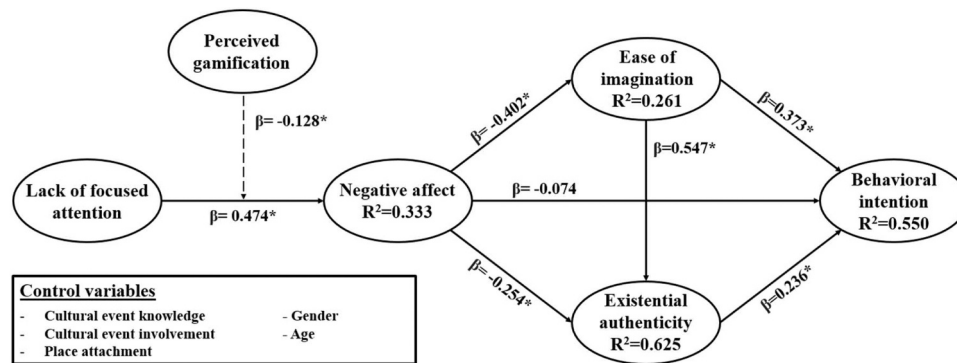 Perceived
gamification
β= -0.128*
Lack of focused
attention
β= 0.474*
Negative affect
R²=0.333
β= -0.402*
Ease of
imagination
R²=0.261
β=0.373*
β=0.547*
β= -0.074
Behavioral
intention
R²=0.550
β= -0.254*
Existential
authenticity
R²=0.625
β=0.236*
Control variables
- Cultural event knowledge
- Cultural event involvement
- Place attachment
- Gender
- Age